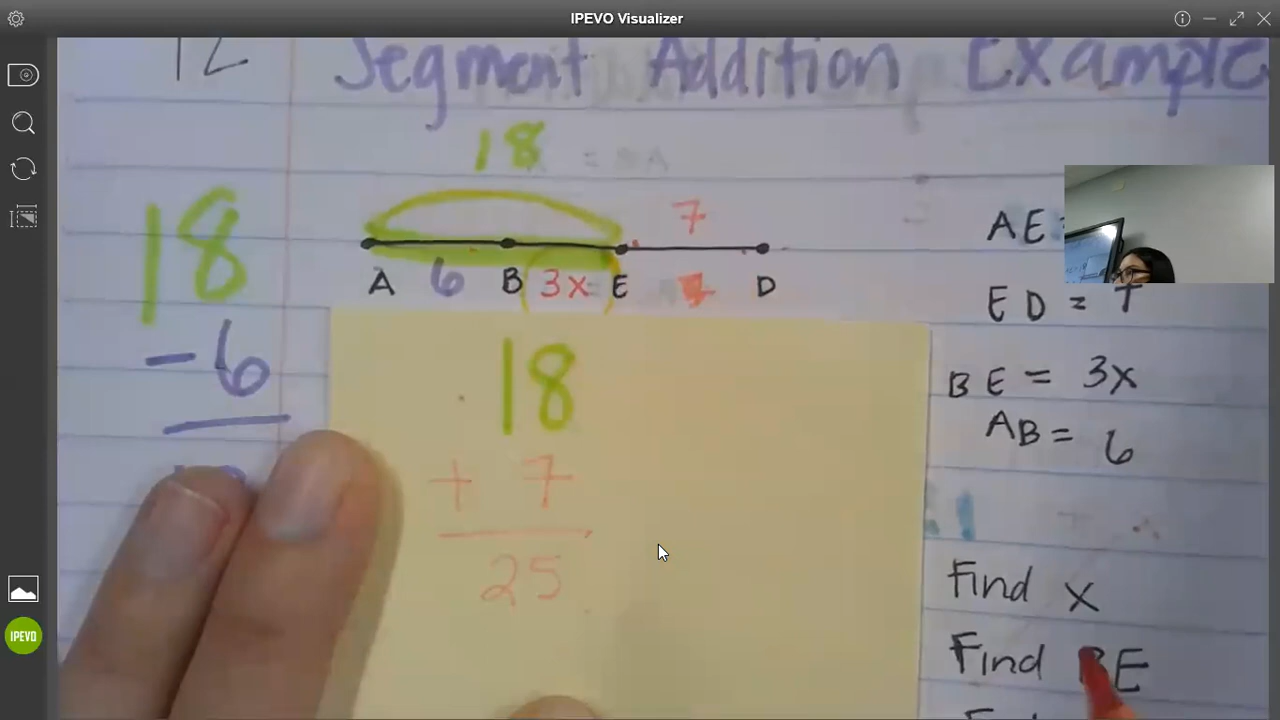 IPEVO Visualizer
12 Segment Addition Example
18
7
A 6 B 3x E D
18
- 6
18
+ 7
25
AE
ED = 7
BE = 3x
AB = 6
Find x
Find BE
IPEVO